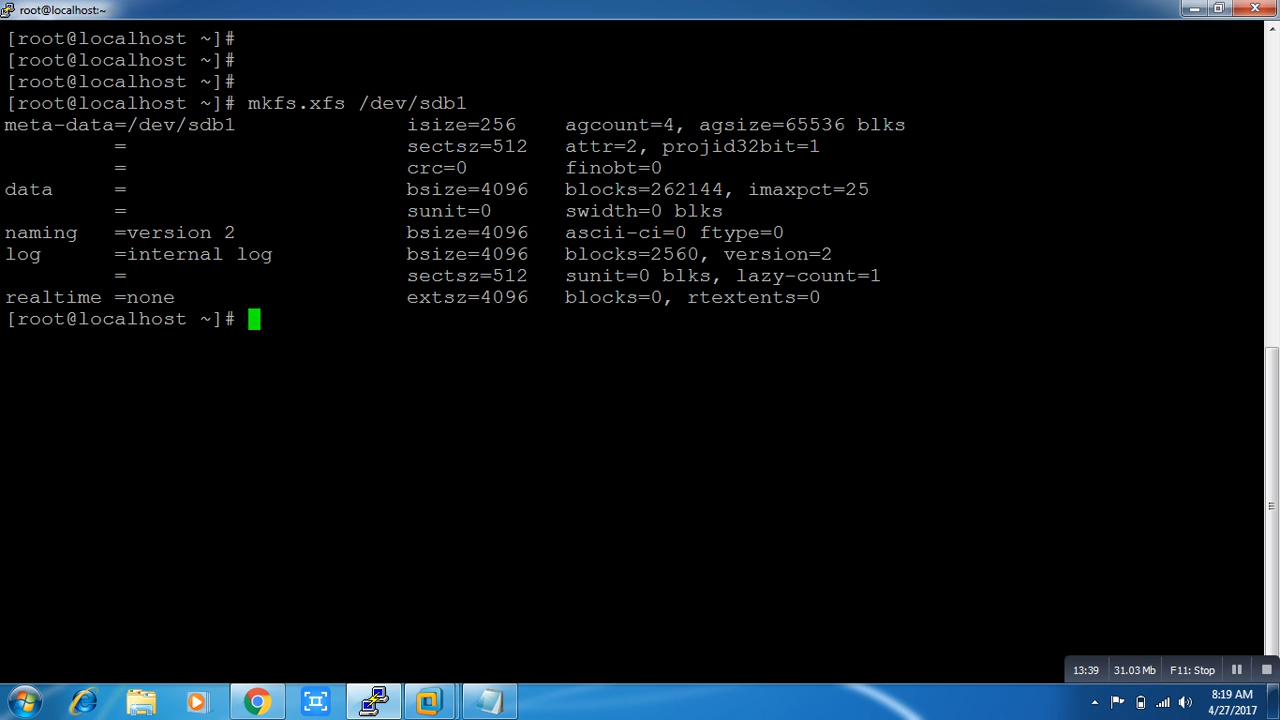 root@localhost:~
[root@localhost ~]#
[root@localhost ~]#
[root@localhost ~]#
[root@localhost ~]# mkfs.xfs /dev/sdb1
meta-data=/dev/sdb1 isize=256 agcount=4, agsize=65536 blks
= sectsz=512 attr=2, projid32bit=1
= crc=0 finobt=0
data = bsize=4096 blocks=262144, imaxpct=25
= sunit=0 swidth=0 blks
naming =version 2 bsize=4096 ascii-ci=0 ftype=0
log =internal log bsize=4096 blocks=2560, version=2
= sectsz=512 sunit=0 blks, lazy-count=1
realtime =none extsz=4096 blocks=0, rtextents=0
[root@localhost ~]#
13:39 31.03 Mb F11: Stop
8:19 AM
4/27/2017